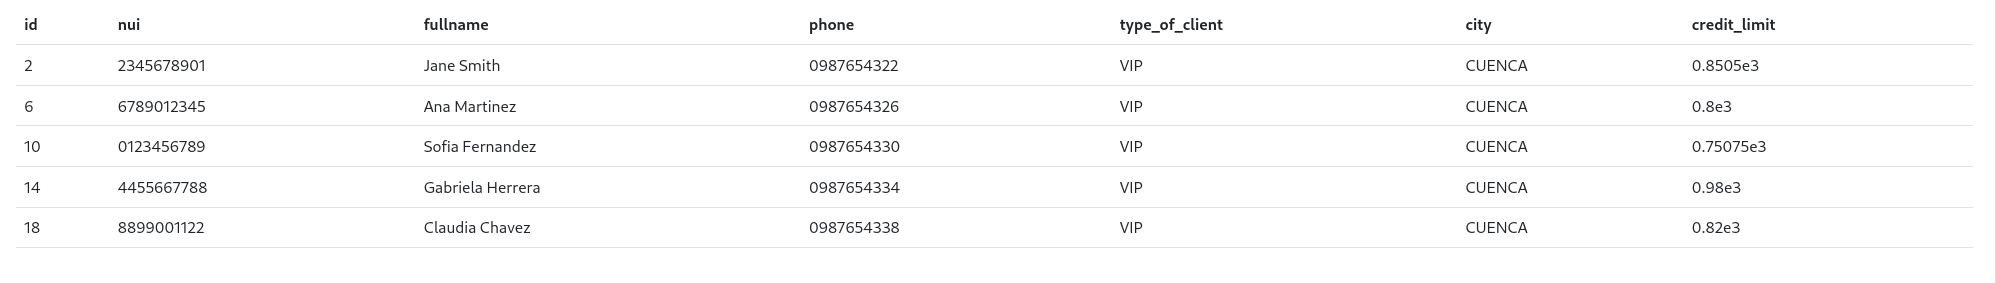 id nui fullname phone type_of_client city credit_limit
2 2345678901 Jane Smith 0987654322 VIP CUENCA 0.8505e3
6 6789012345 Ana Martinez 0987654326 VIP CUENCA 0.8e3
10 0123456789 Sofia Fernandez 0987654330 VIP CUENCA 0.75075e3
14 4455667788 Gabriela Herrera 0987654334 VIP CUENCA 0.98e3
18 8899001122 Claudia Chavez 0987654338 VIP CUENCA 0.82e3